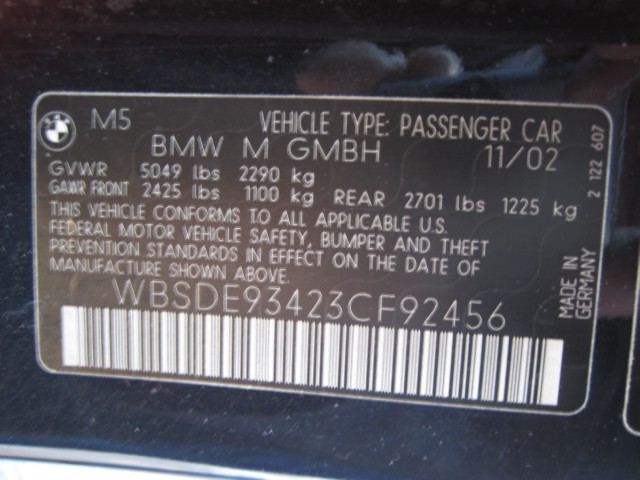 M5 VEHICLE TYPE: PASSENGER CAR
BMW M GMBH 11/02
GVWR 5049 lbs 2290 kg
GAWR FRONT 2425 lbs 1100 kg REAR 2701 lbs 1225 kg
THIS VEHICLE CONFORMS TO ALL APPLICABLE U.S.
FEDERAL MOTOR VEHICLE SAFETY, BUMPER AND THEFT
PREVENTION STANDARDS IN EFFECT ON THE DATE OF
MANUFACTURE SHOWN ABOVE.
WBSDE93423CF92456
2 122 607
MADE IN
GERMANY